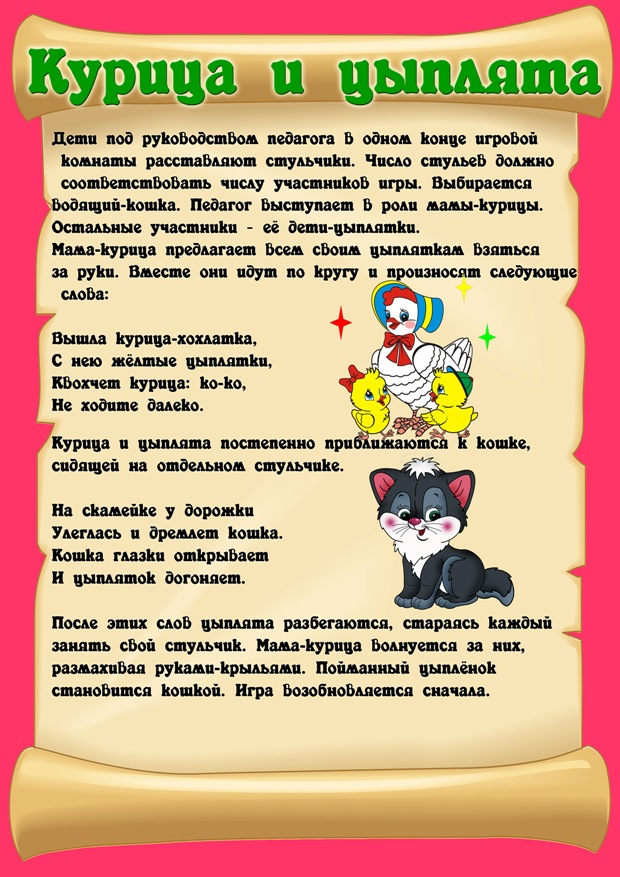 Курица и цыплята
Дети под руководством педагога в одном конце игровой
комнаты расставляют стульчики. Число стульев должно
соответствовать числу участников игры. Выбирается
водящий-кошка. Педагог выступает в роли мамы-курицы.
Остальные участники - её дети-цыплятки.
Мама-курица предлагает всем своим цыпляткам взяться
за руки. Вместе они идут по кругу и произносят следующие
слова:
Вышла курица-хохлатка,
С нею жёлтые цыплятки,
Квохчет курица: ко-ко,
Не ходите далеко.
Курица и цыплята постепенно приближаются к кошке,
сидящей на отдельном стульчике.
На скамейке у дорожки
Улеглась и дремлет кошка.
Кошка глазки открывает
И цыпляток догоняет.
После этих слов цыплята разбегаются, стараясь каждый
занять свой стульчик. Мама-курица волнуется за них,
размахивая руками-крыльями. Пойманный цыплёнок
становится кошкой. Игра возобновляется сначала.